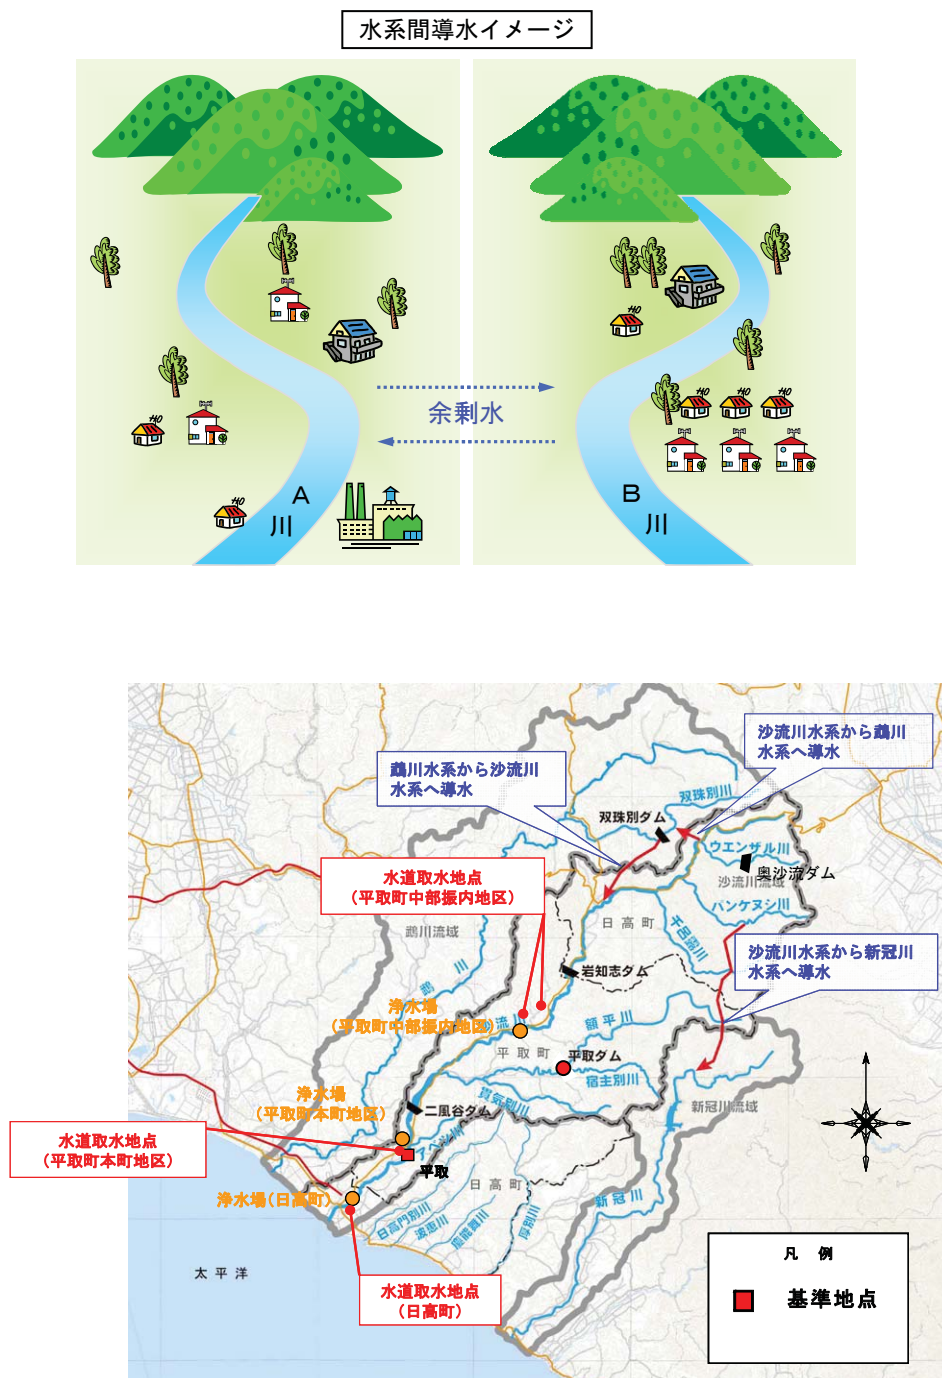 水系間導水イメージ
余剰水
A
川
B
川
沙流川水系から鵡川
水系へ導水
鵡川水系から沙流川
水系へ導水
双珠別川
双珠別ダム
ウエンザル川
奥沙流ダム
沙流川流域
パンケヌシ川
水道取水地点
（平取町中部振内地区）
日高町
千呂露川
鵡川流域
沙流川水系から新冠川
水系へ導水
岩知志ダム
鵡川
浄水場
（平取町中部振内地区）
流川
額平川
平取町
平取ダム
宿主別川
浄水場
（平取町本町地区）
二風谷ダム
貫気別川
新冠川流域
水道取水地点
（平取町本町地区）
平取
浄水場（日高町）
日高町
新冠川
日高門別川
波恵川
太平洋
水道取水地点
（日高町）
凡例
基準地点